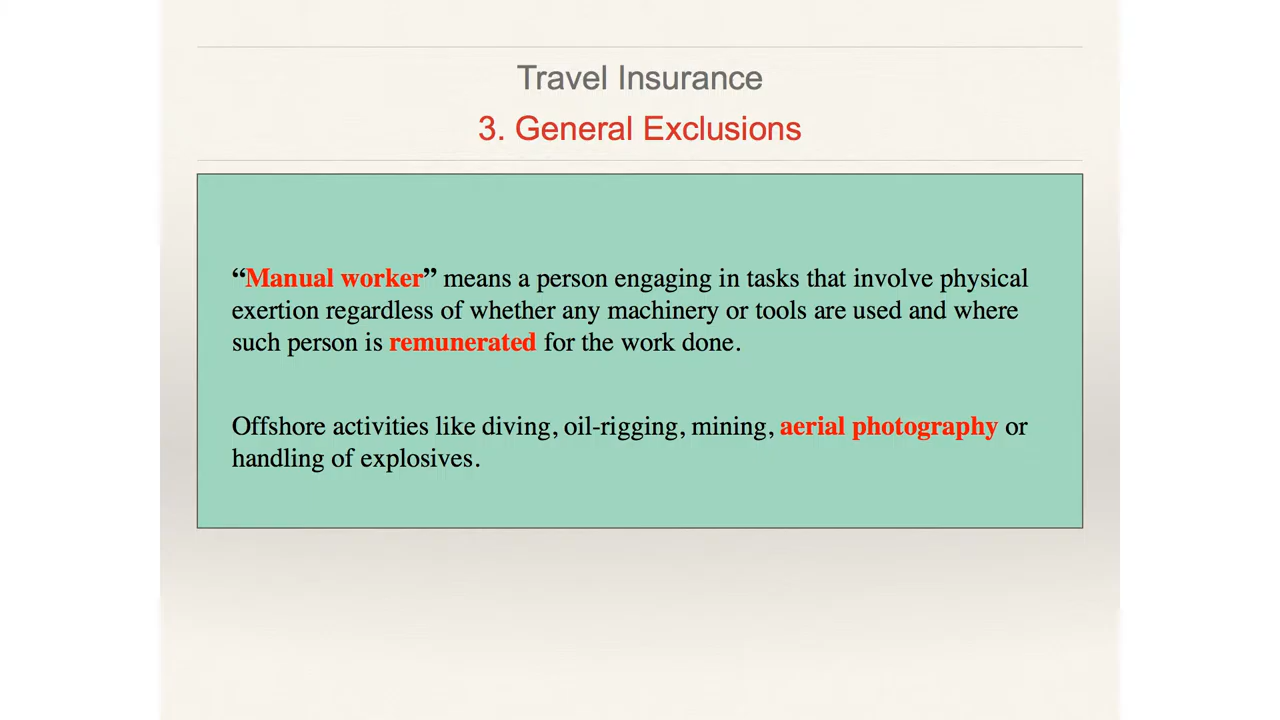 Travel Insurance
3. General Exclusions
“Manual worker” means a person engaging in tasks that involve physical
exertion regardless of whether any machinery or tools are used and where
such person is remunerated for the work done.
Offshore activities like diving, oil-rigging, mining, aerial photography or
handling of explosives.